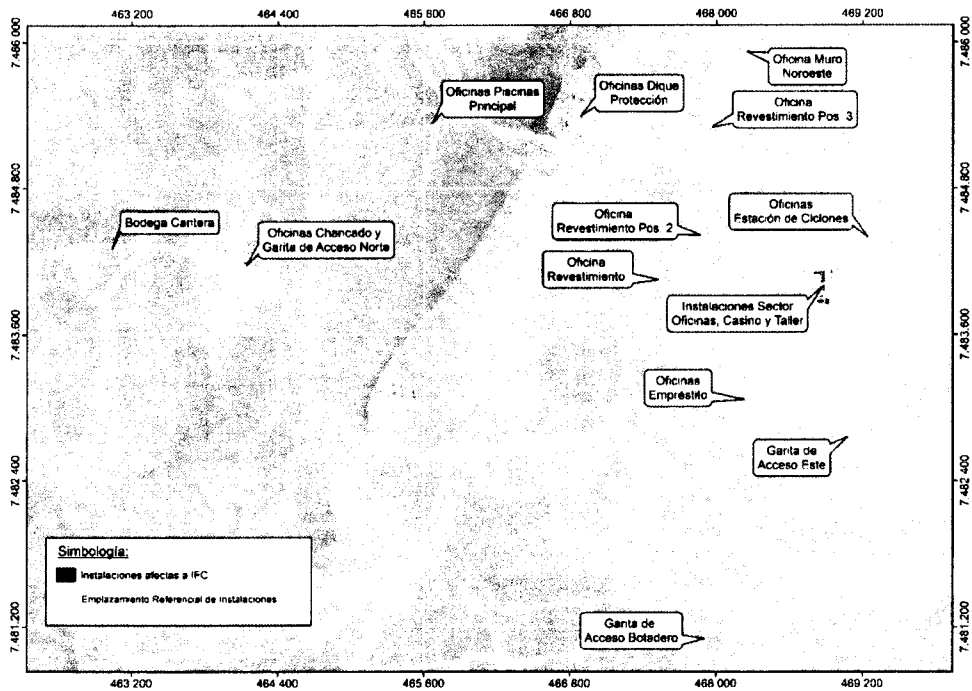 463 200 464 400 465 600 466 800 468 000 469 200
7.486 000
7.486 000
Oficina Muro
Noroeste
Oficinas Piscinas
Principal
Oficinas Dique
Protección
Oficina
Revestimiento Pos. 3
7.484.800
7.484.800
Bodega Cantera
Oficinas Chancado y
Garita de Acceso Norte
Oficina
Revestimiento Pos. 2
Oficinas
Estación de Ciclones
Oficina
Revestimiento
Instalaciones Sector
Oficinas, Casino y Taller
7.483.600
7.483.600
Oficinas
Empréstito
Garita de
Acceso Este
7.482 400
7.482 400
Simbología:
Instalaciones afectas a IFC
Emplazamiento Referencial de Instalaciones
Garita de
Acceso Botadero
7.481.200
7.481.200
463 200 464 400 465 600 466 800 468 000 469 200